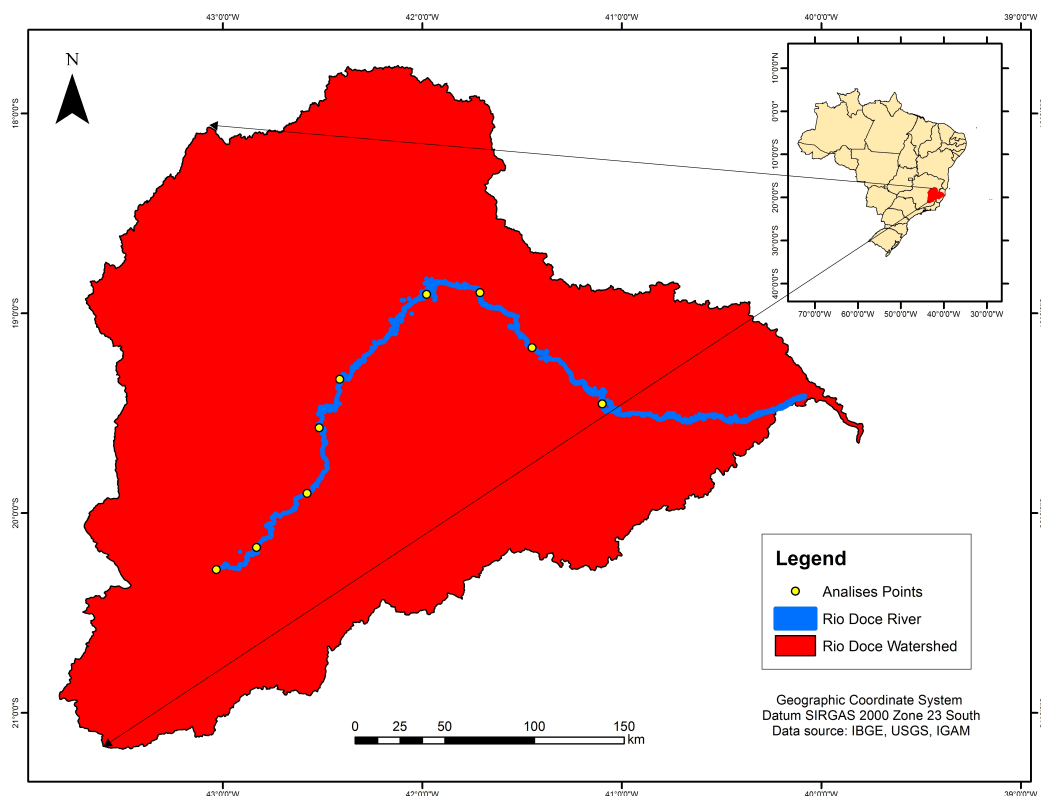 43°0'0"W 42°0'0"W 41°0'0"W 40°0'0"W 39°0'0"W
N
18°0'0"S
19°0'0"S
20°0'0"S
21°0'0"S
10°0'0"N
0°0'0"
10°0'0"S
20°0'0"S
30°0'0"S
40°0'0"S
70°0'0"W 60°0'0"W 50°0'0"W 40°0'0"W 30°0'0"W
Legend
Analises Points
Rio Doce River
Rio Doce Watershed
Geographic Coordinate System
Datum SIRGAS 2000 Zone 23 South
Data source: IBGE, USGS, IGAM
0 25 50 100 150
km
43°0'0"W 42°0'0"W 41°0'0"W 40°0'0"W 39°0'0"W